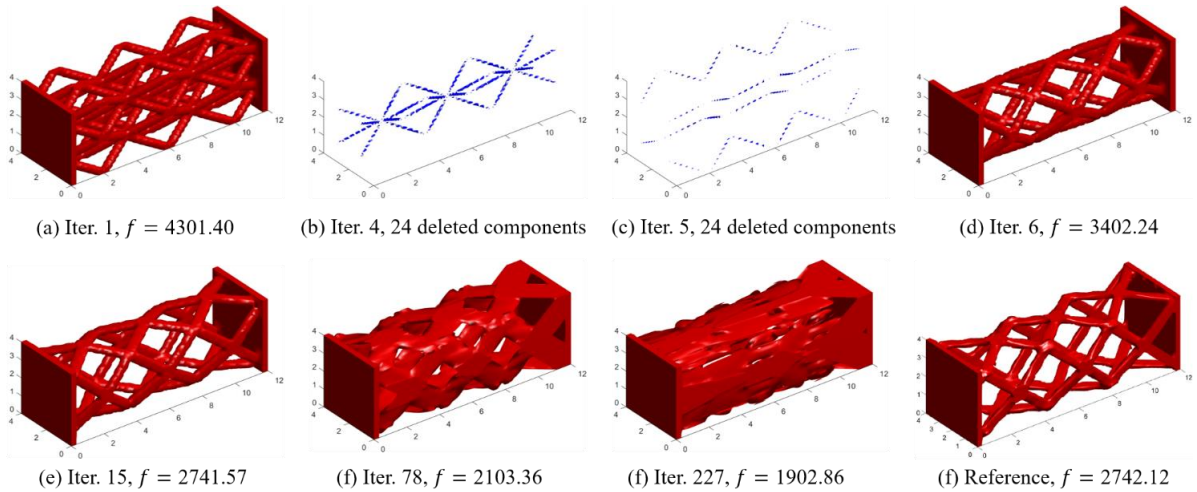 (a) Iter. 1, f = 4301.40
(b) Iter. 4, 24 deleted components
(c) Iter. 5, 24 deleted components
(d) Iter. 6, f = 3402.24
(e) Iter. 15, f = 2741.57
(f) Iter. 78, f = 2103.36
(f) Iter. 227, f = 1902.86
(f) Reference, f = 2742.12